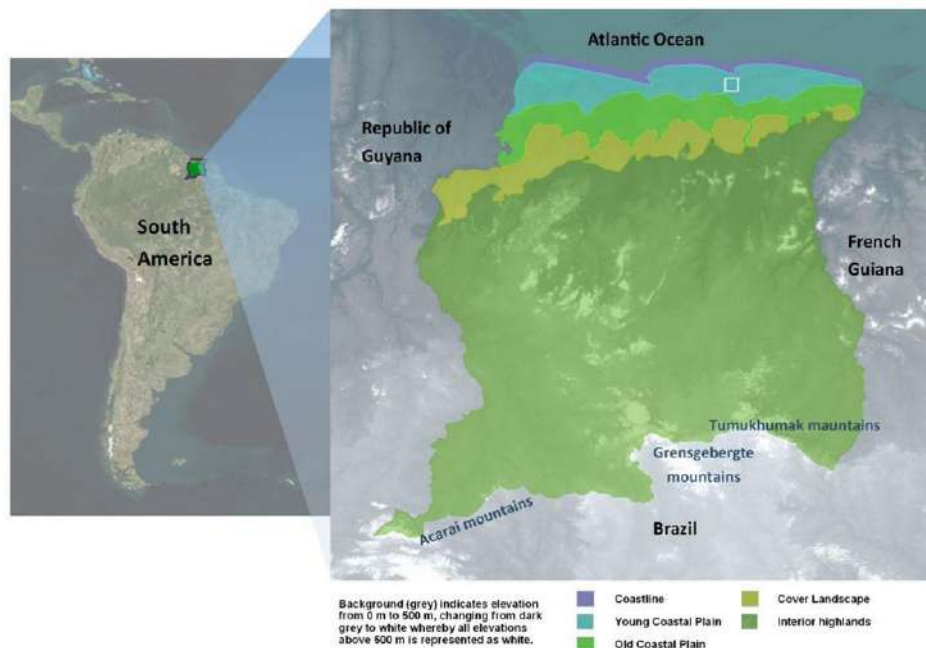 Atlantic Ocean
Republic of
Guyana
South
America
French
Guiana
Tumukhumak mauntains
Grensgebergte
mountains
Acarai mountains
Brazil
Background (grey) indicates elevation
from 0 m to 500 m, changing from dark
grey to white whereby all elevations
above 500 m is represented as white.
Coastline
Young Coastal Plain
Old Coastal Plain
Cover Landscape
Interior highlands